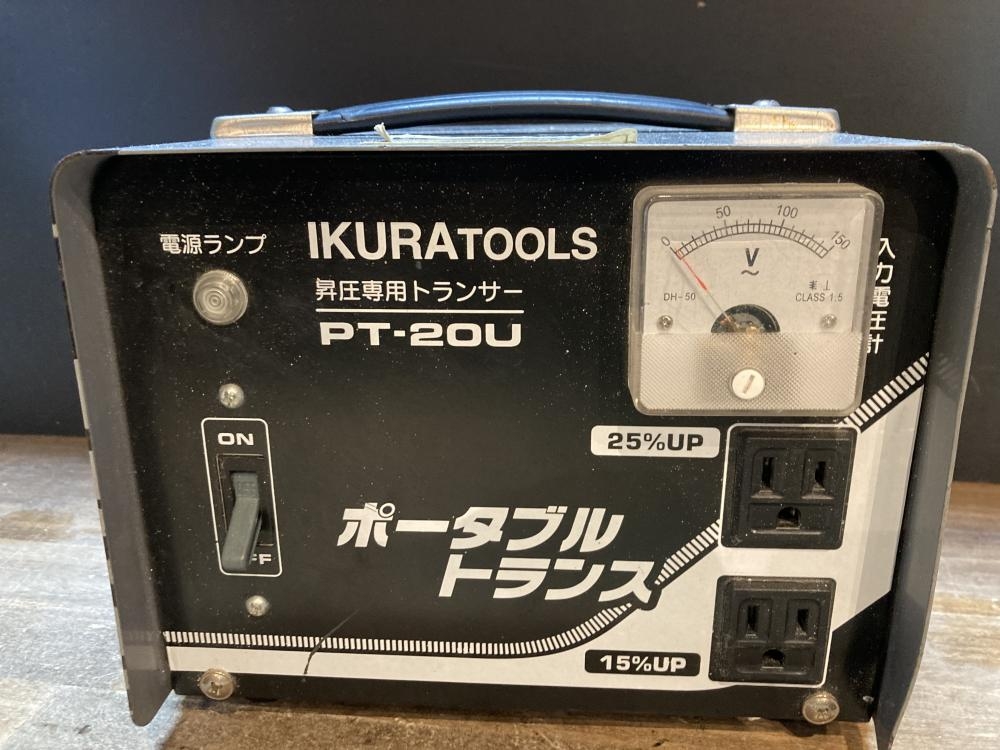 電源ランプ
IKURATOOLS
昇圧専用トランサー
PT-20U
0 50 100 150
V
~
DH-50
CLASS 1.5
入力電圧計
ON
25%UP
ポータブル
トランス
15%UP